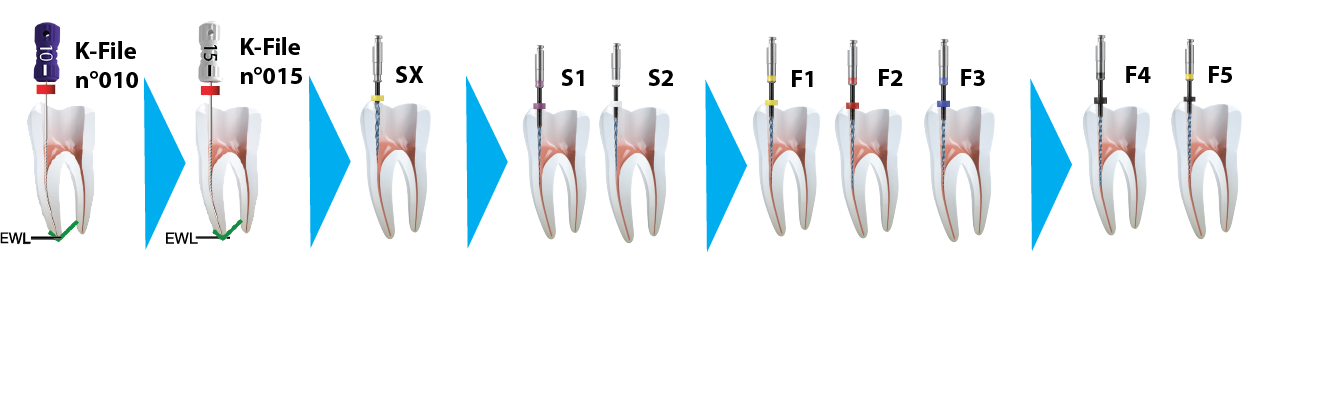 10
K-File
n°010
EWL
15
K-File
n°015
EWL
SX
S1
S2
F1
F2
F3
F4
F5